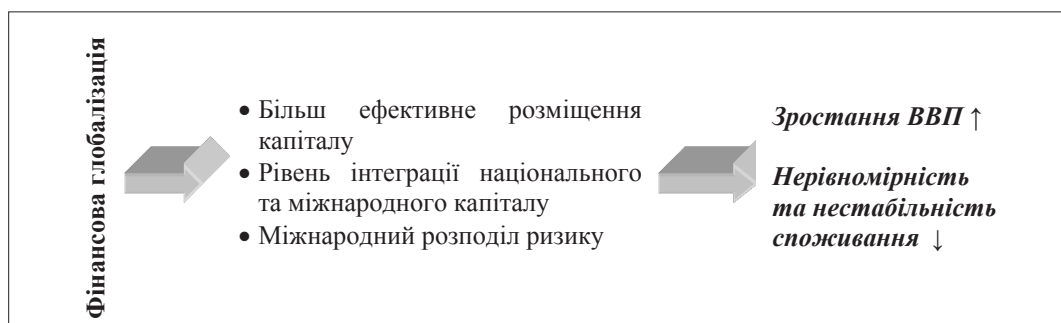 Фінансова глобалізація
• Більш ефективне розміщення
капіталу
• Рівень інтеграції національного
та міжнародного капіталу
• Міжнародний розподіл ризику
Зростання ВВП ↑
Нерівномірність
та нестабільність
споживання ↓